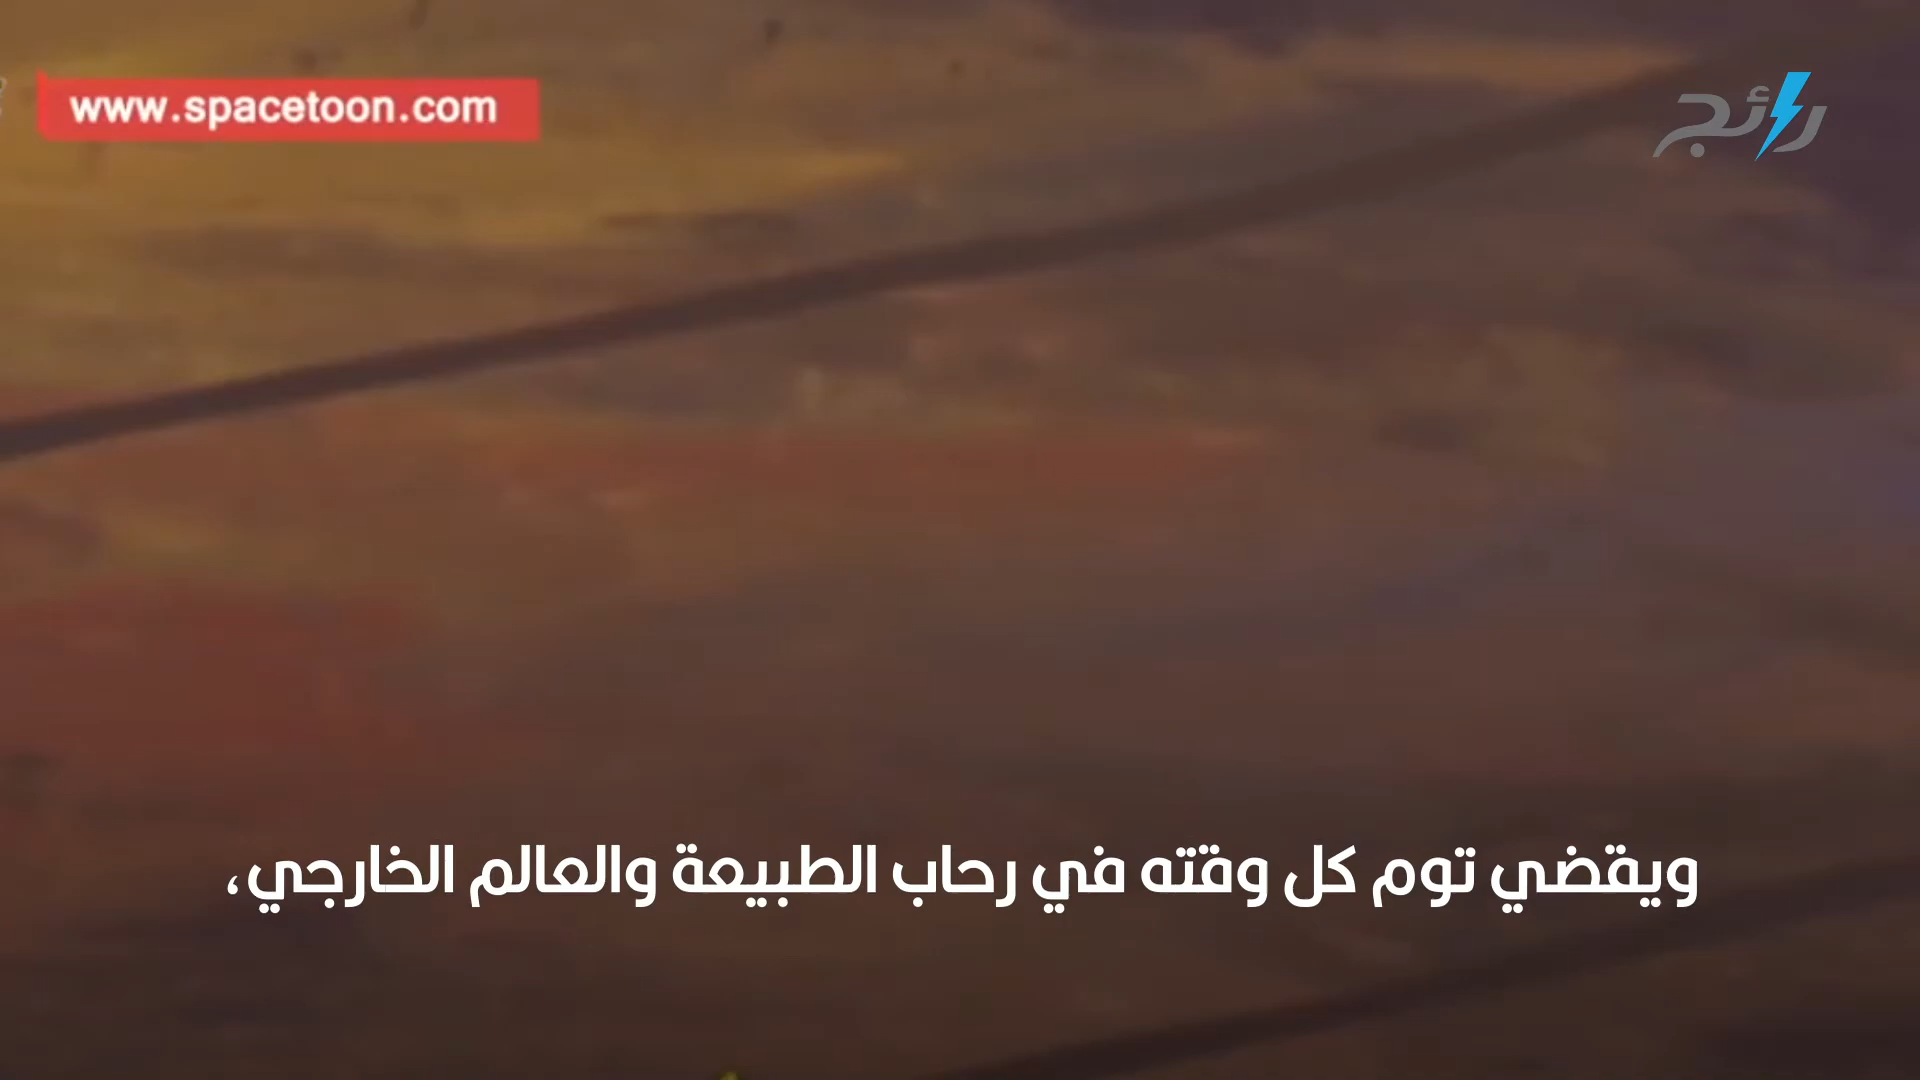 www.spacetoon.com
رائج
ويقضي توم كل وقته في رحاب الطبيعة والعالم الخارجي،